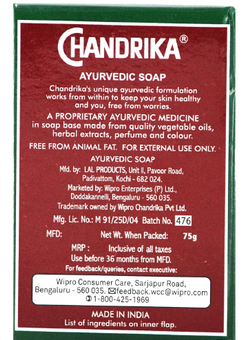 CHANDRIKA®
AYURVEDIC SOAP
Chandrika's unique ayurvedic formulation
works from within to keep your skin healthy
and you, free from worries.
A PROPRIETARY AYURVEDIC MEDICINE
in soap base made from quality vegetable oils,
herbal extracts, perfume and colour.
FREE FROM ANIMAL FAT. FOR EXTERNAL USE ONLY.
AYURVEDIC SOAP
Mfd. by: LAL PRODUCTS, Unit II, Pavoor Road,
Padivattom, Kochi - 682 024.
Marketed by: Wipro Enterprises (P) Ltd.,
Doddakannelli, Bengaluru - 560 035.
Trademark owned by Wipro Chandrika Pvt Ltd.
Mfg. Lic. No.: M 91/25D/04 Batch No. 476
MFD: Net Wt. When Packed: 75g
MRP : Inclusive of all taxes
Use before 36 months from MFD.
For feedback/queries, contact executive:
Wipro Consumer Care, Sarjapur Road,
Bengaluru - 560 035. feedback.wcc@wipro.com
1-800-425-1969
MADE IN INDIA
List of ingredients on inner flap.